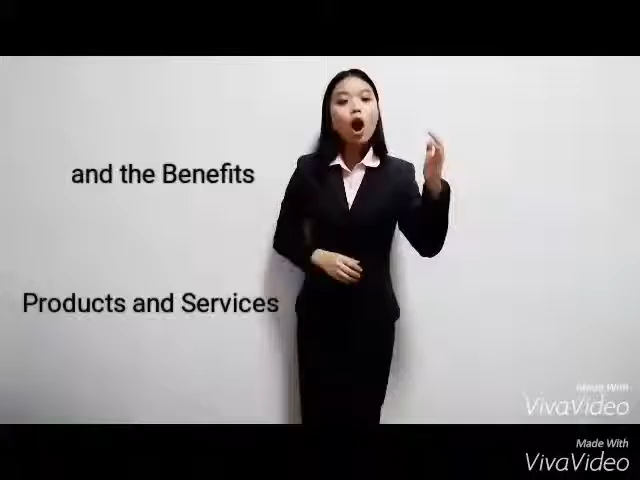 and the Benefits
Products and Services
Made With
VivaVideo
Made With
VivaVideo